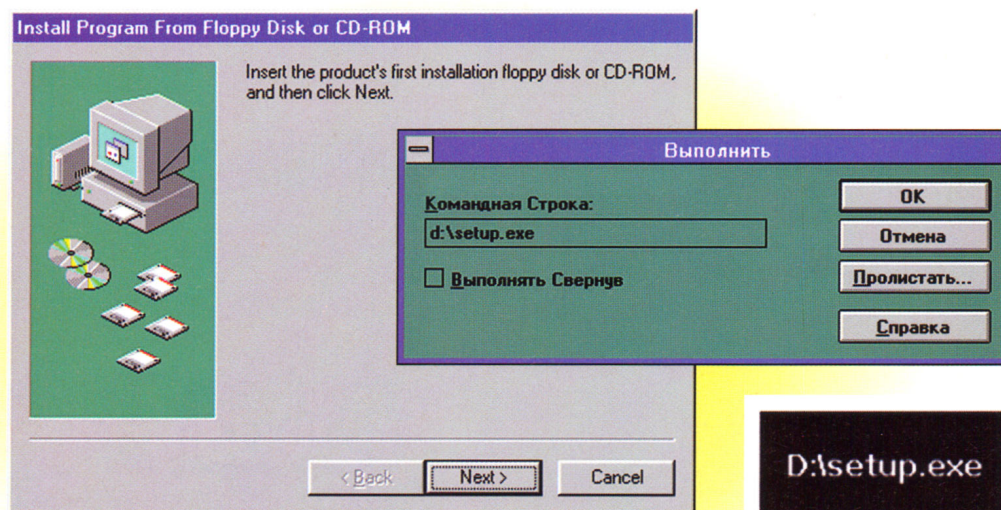 Install Program From Floppy Disk or CD-ROM
Insert the product's first installation floppy disk or CD-ROM,
and then click Next.
Выполнить
Командная Строка:
d:\setup.exe
Выполнять Свернув
OK
Отмена
Пролистать...
Справка
< Back
Next >
Cancel
D:\setup.exe